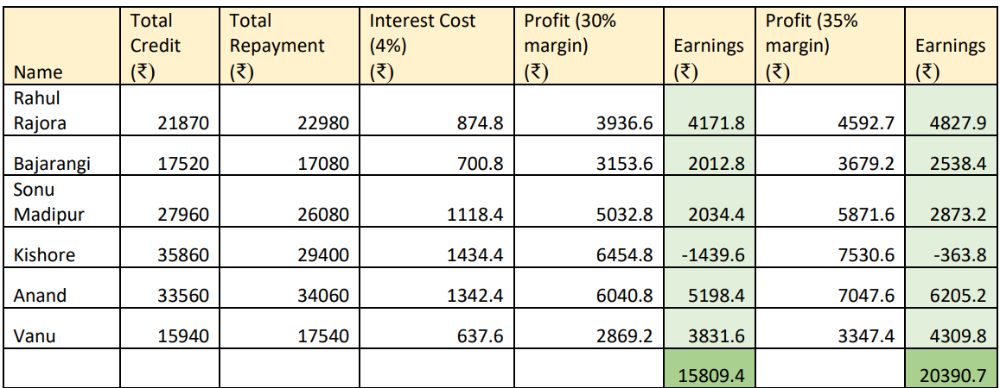 Name Total Credit (₹) Total Repayment (₹) Interest Cost (4%) (₹) Profit (30% margin) (₹) Earnings (₹) Profit (35% margin) (₹) Earnings (₹)
Rahul Rajora 21870 22980 874.8 3936.6 4171.8 4592.7 4827.9
Bajarangi 17520 17080 700.8 3153.6 2012.8 3679.2 2538.4
Sonu Madipur 27960 26080 1118.4 5032.8 2034.4 5871.6 2873.2
Kishore 35860 29400 1434.4 6454.8 -1439.6 7530.6 -363.8
Anand 33560 34060 1342.4 6040.8 5198.4 7047.6 6205.2
Vanu 15940 17540 637.6 2869.2 3831.6 3347.4 4309.8
15809.4 20390.7